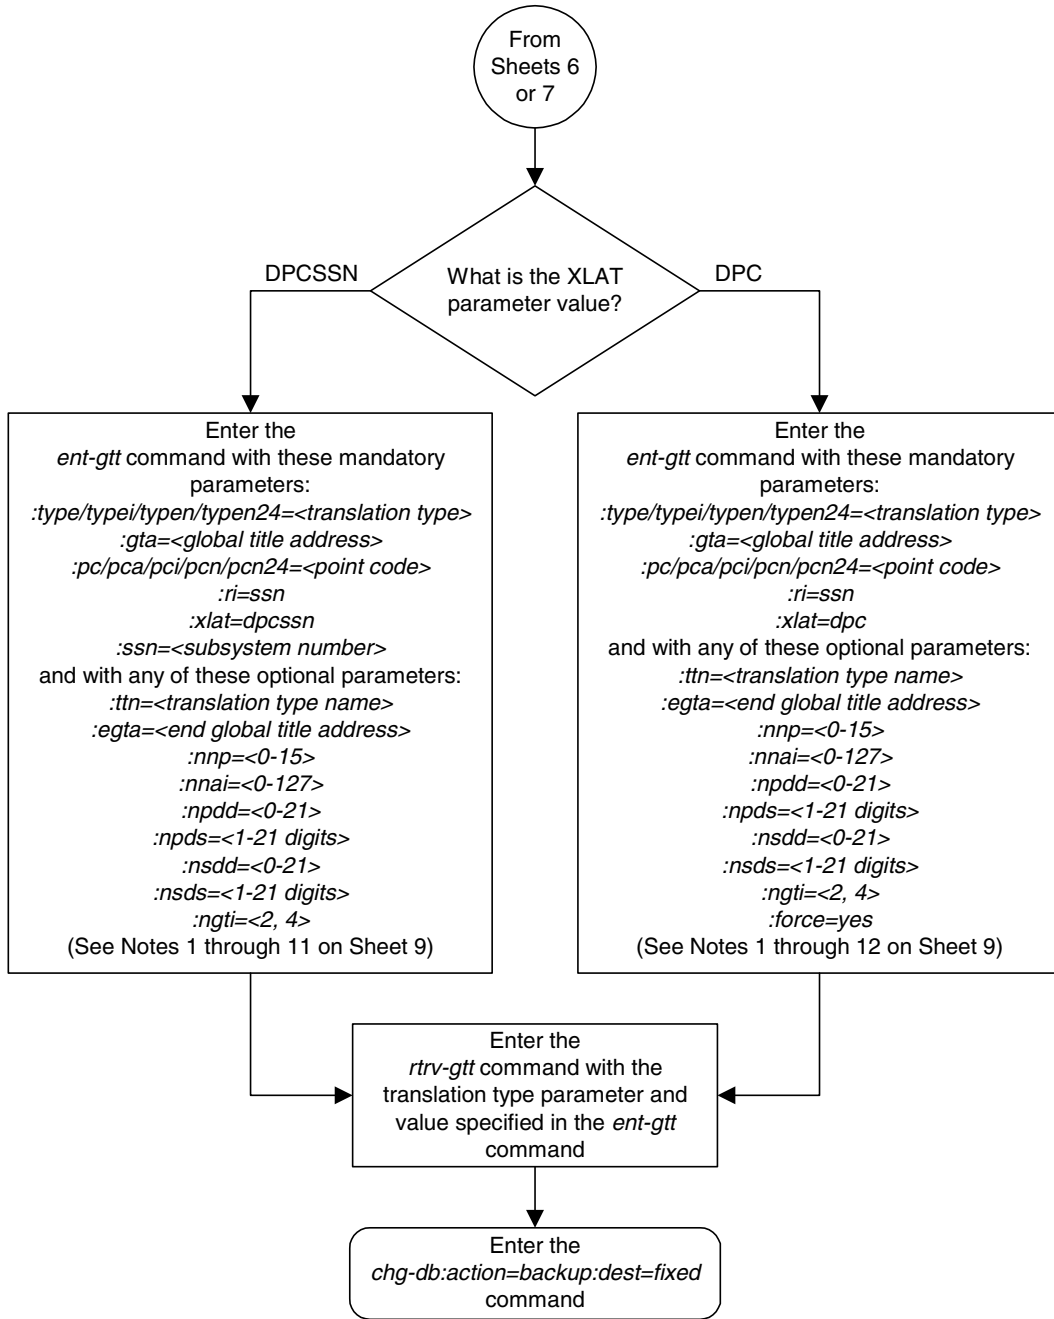 From
Sheets 6
or 7
What is the XLAT
parameter value?
DPCSSN
DPC
Enter the
ent-gtt command with these mandatory
parameters:
:type/typei/typen/typen24=<translation type>
:gta=<global title address>
:pc/pca/pci/pcn/pcn24=<point code>
:ri=ssn
:xlat=dpcssn
:ssn=<subsystem number>
and with any of these optional parameters:
:ttn=<translation type name>
:egta=<end global title address>
:nnp=<0-15>
:nnai=<0-127>
:npdd=<0-21>
:npds=<1-21 digits>
:nsdd=<0-21>
:nsds=<1-21 digits>
:ngti=<2, 4>
(See Notes 1 through 11 on Sheet 9)
Enter the
ent-gtt command with these mandatory
parameters:
:type/typei/typen/typen24=<translation type>
:gta=<global title address>
:pc/pca/pci/pcn/pcn24=<point code>
:ri=ssn
:xlat=dpc
and with any of these optional parameters:
:ttn=<translation type name>
:egta=<end global title address>
:nnp=<0-15>
:nnai=<0-127>
:npdd=<0-21>
:npds=<1-21 digits>
:nsdd=<0-21>
:nsds=<1-21 digits>
:ngti=<2, 4>
:force=yes
(See Notes 1 through 12 on Sheet 9)
Enter the
rtrv-gtt command with the
translation type parameter and
value specified in the ent-gtt
command
Enter the
chg-db:action=backup:dest=fixed
command